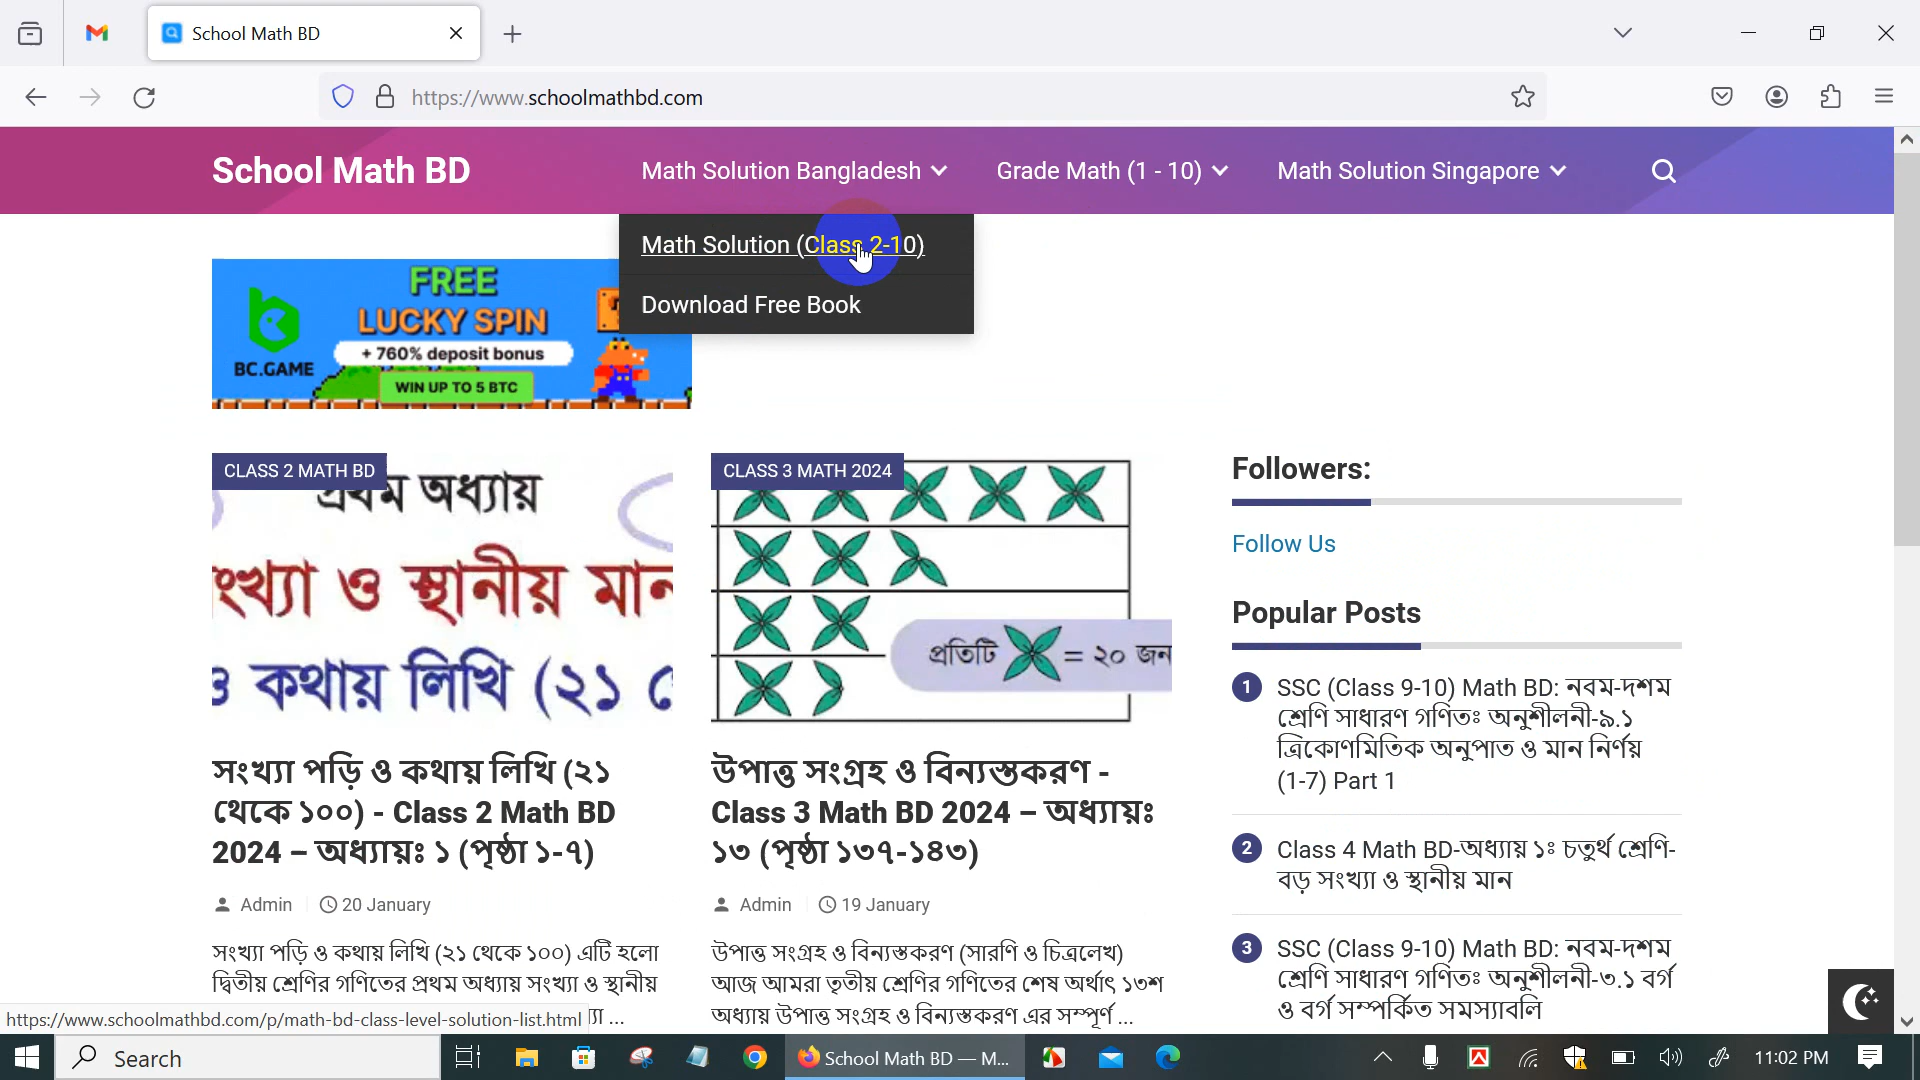 School Math BD
https://www.schoolmathbd.com
School Math BD
Math Solution Bangladesh
Grade Math (1 - 10)
Math Solution Singapore
Math Solution (Class 2-10)
Download Free Book
FREE
LUCKY SPIN
+ 760% deposit bonus
BC.GAME
WIN UP TO 5 BTC
CLASS 2 MATH BD
প্রথম অধ্যায়
সংখ্যা ও স্থানীয় মান
ও কথায় লিখি (২১
CLASS 3 MATH 2024
প্রতিটি = ২০ জন
সংখ্যা পড়ি ও কথায় লিখি (২১
থেকে ১০০) - Class 2 Math BD
2024 – অধ্যায়ঃ ১ (পৃষ্ঠা ১-৭)
Admin
20 January
সংখ্যা পড়ি ও কথায় লিখি (২১ থেকে ১০০) এটি হলো
দ্বিতীয় শ্রেণির গণিতের প্রথম অধ্যায় সংখ্যা ও স্থানীয়
...
উপাত্ত সংগ্রহ ও বিন্যস্তকরণ -
Class 3 Math BD 2024 – অধ্যায়ঃ
১৩ (পৃষ্ঠা ১৩৭-১৪৩)
Admin
19 January
উপাত্ত সংগ্রহ ও বিন্যস্তকরণ (সারণি ও চিত্রলেখ)
আজ আমরা তৃতীয় শ্রেণির গণিতের শেষ অর্থাৎ ১৩শ
অধ্যায় উপাত্ত সংগ্রহ ও বিন্যস্তকরণ এর সম্পূর্ণ ...
Followers:
Follow Us
Popular Posts
1 SSC (Class 9-10) Math BD: নবম-দশম
শ্রেণি সাধারণ গণিতঃ অনুশীলনী-৯.১
ত্রিকোণমিতিক অনুপাত ও মান নির্ণয়
(1-7) Part 1
2 Class 4 Math BD-অধ্যায় ১ঃ চতুর্থ শ্রেণি-
বড় সংখ্যা ও স্থানীয় মান
3 SSC (Class 9-10) Math BD: নবম-দশম
শ্রেণি সাধারণ গণিতঃ অনুশীলনী-৩.১ বর্গ
ও বর্গ সম্পর্কিত সমস্যাবলি
https://www.schoolmathbd.com/p/math-bd-class-level-solution-list.html
Search
School Math BD — M...
11:02 PM